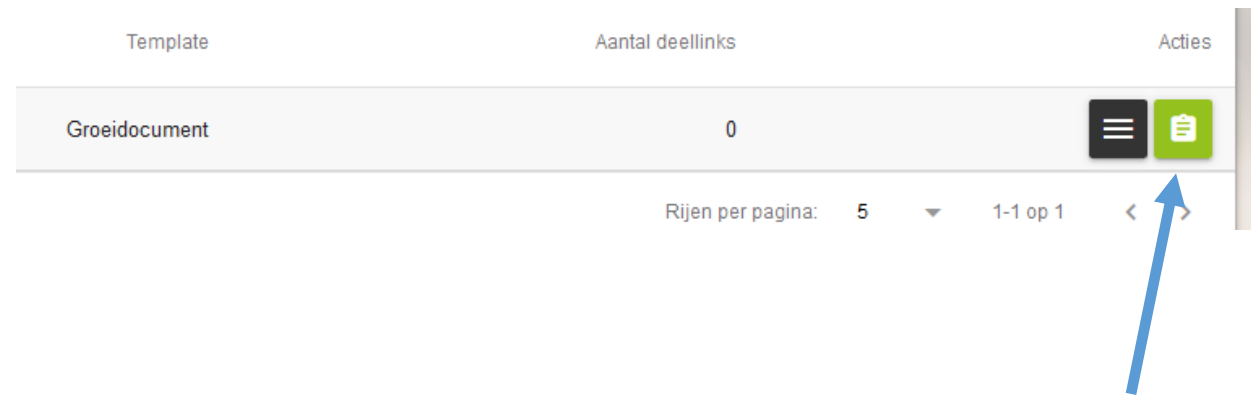 Template Aantal deellinks Acties
Groeidocument 0
Rijen per pagina: 5 1-1 op 1